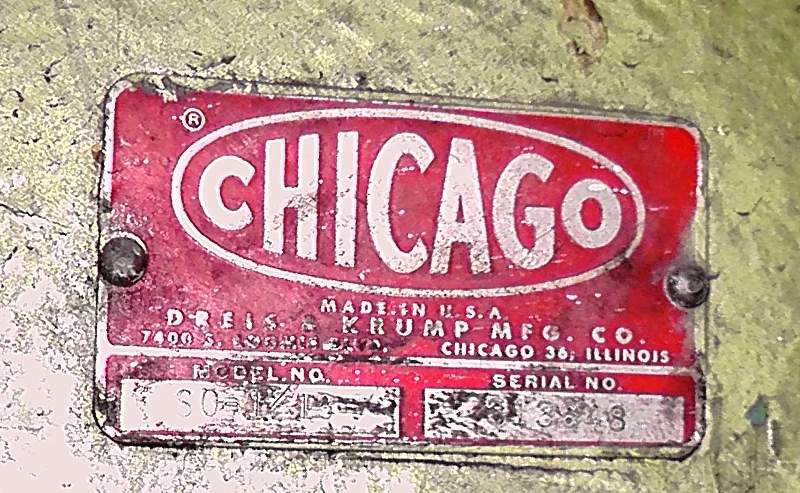 ®
CHICAGO
MADE IN U.S.A.
DREIS & KRUMP MFG. CO.
7400 S. LOOMIS BLVD. CHICAGO 36, ILLINOIS
MODEL NO. SERIAL NO.